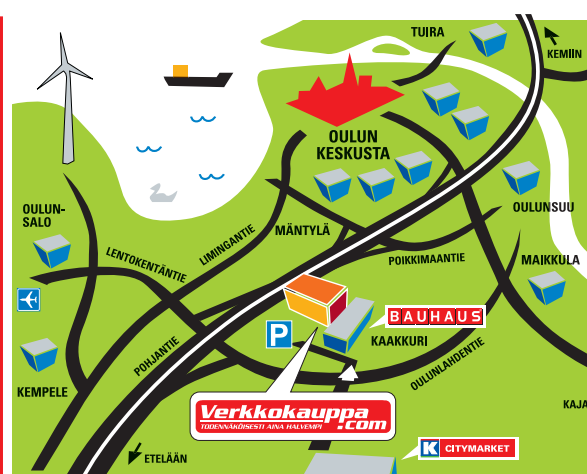 TUIRA
KEMIIN
OULUN
KESKUSTA
OULUN-
SALO
LENTOKENTÄNTIE
LIMINGANTIE
MÄNTYLÄ
OULUNSUU
POIKKIMAANTIE
MAIKKULA
BAUHAUS
P
KAAKKURI
POHJANTIE
OULUNLAHDENTIE
KEMPELE
Verkkokauppa
.com
TODENNÄKÖISESTI AINA HALVEMPI
KAJA
K CITYMARKET
ETELÄÄN